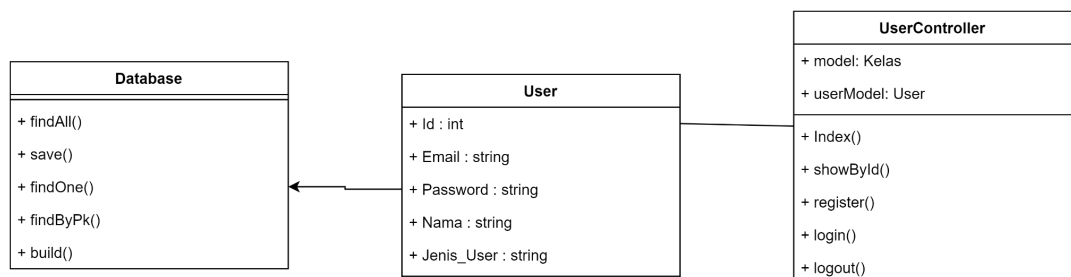 Database
+ findAll()
+ save()
+ findOne()
+ findByPk()
+ build()
User
+ Id : int
+ Email : string
+ Password : string
+ Nama : string
+ Jenis_User : string
UserController
+ model: Kelas
+ userModel: User
+ Index()
+ showById()
+ register()
+ login()
+ logout()